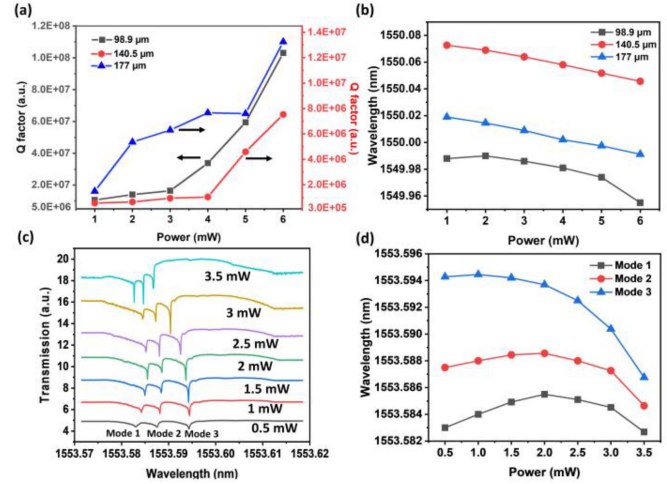 (a)
1.2E+08
1.0E+08
8.0E+07
6.0E+07
4.0E+07
2.0E+07
5.0E+06
Q factor (a.u.)
98.9 µm
140.5 µm
177 µm
1.4E+07
1.2E+07
1.0E+07
8.0E+06
6.0E+06
4.0E+06
2.0E+06
3.0E+05
Q factor (a.u.)
1 2 3 4 5 6
Power (mW)
(b)
1550.08
1550.04
1550.00
1549.96
Wavelength (nm)
98.9 µm
140.5 µm
177 µm
1 2 3 4 5 6
Power (mW)
(c)
20
18
16
14
12
10
8
6
4
Transmission (a.u.)
3.5 mW
3 mW
2.5 mW
2 mW
1.5 mW
1 mW
0.5 mW
Mode 1 Mode 2 Mode 3
1553.57 1553.58 1553.59 1553.60 1553.61 1553.62
Wavelength (nm)
(d)
1553.596
1553.594
1553.590
1553.588
1553.586
1553.584
1553.582
Wavelength (nm)
Mode 1
Mode 2
Mode 3
0.5 1.0 1.5 2.0 2.5 3.0 3.5
Power (mW)